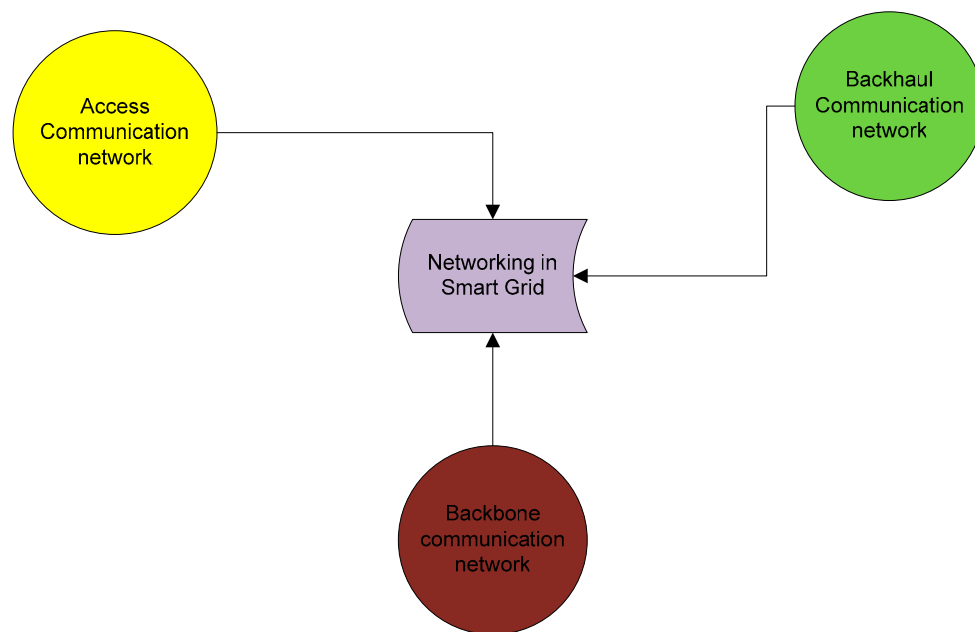 Access
Communication
network
Backhaul
Communication
network
Networking in
Smart Grid
Backbone
communication
network